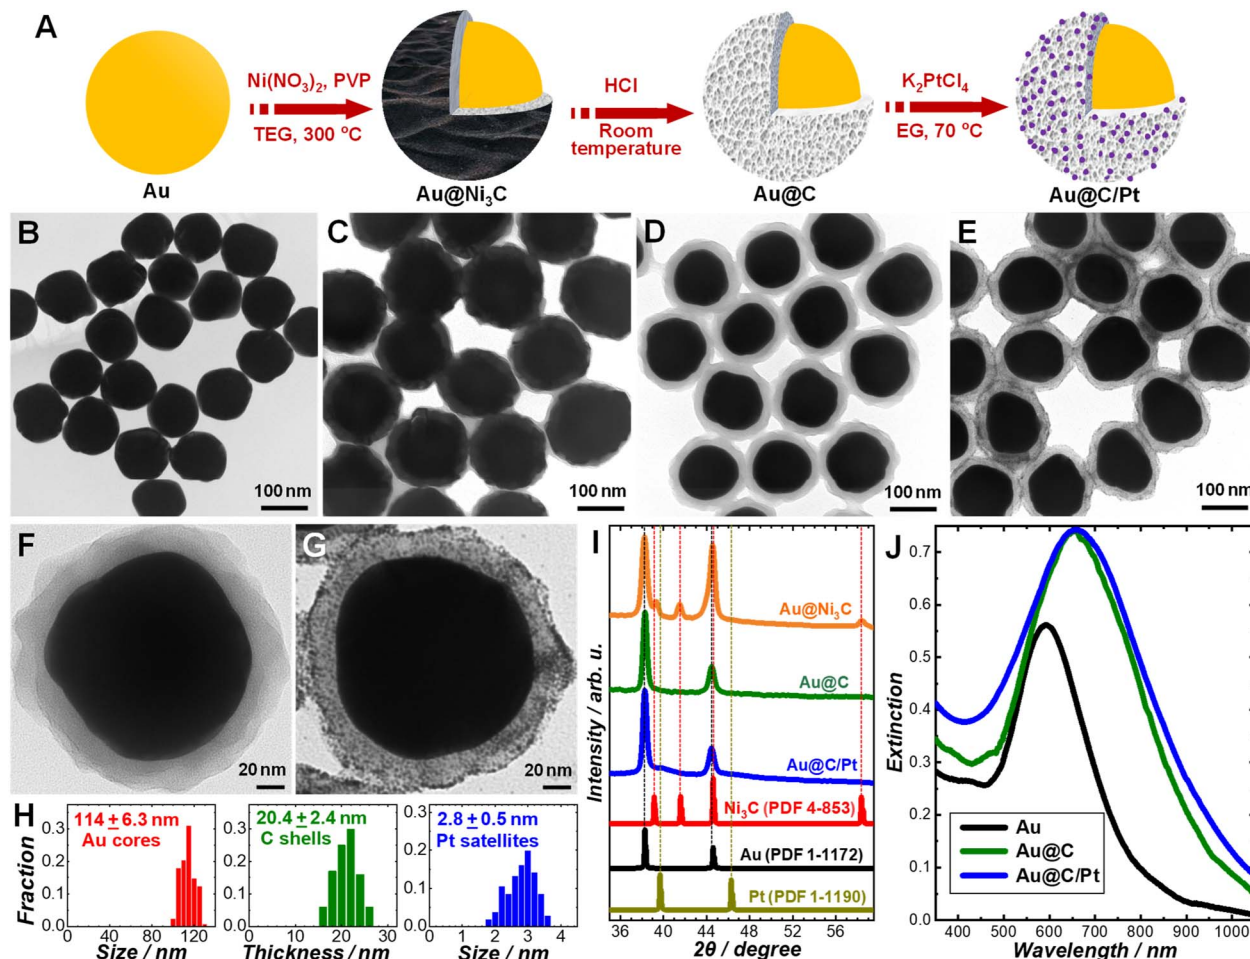 A
Ni(NO₃)₂, PVP
TEG, 300 °C
HCl
Room
temperature
K₂PtCl₄
EG, 70 °C
Au
Au@Ni₃C
Au@C
Au@C/Pt
B
100 nm
C
100 nm
D
100 nm
E
100 nm
F
20 nm
G
20 nm
H
Fraction
114 ± 6.3 nm
Au cores
0.3
0.2
0.1
0.0
0 40 80 120
Size / nm
20.4 ± 2.4 nm
C shells
0.3
0.2
0.1
0.0
0 10 20 30
Thickness / nm
2.8 ± 0.5 nm
Pt satellites
0.3
0.2
0.1
0.0
0 2 3 4
Size / nm
I
Intensity / arb. u.
Au@Ni₃C
Au@C
Au@C/Pt
Ni₃C (PDF 4-853)
Au (PDF 1-1172)
Pt (PDF 1-1190)
36 40 44 48 52 56
2θ / degree
J
Extinction
0.7
0.6
0.5
0.4
0.3
0.2
0.1
0.0
Au
Au@C
Au@C/Pt
400 500 600 700 800 900 1000
Wavelength / nm